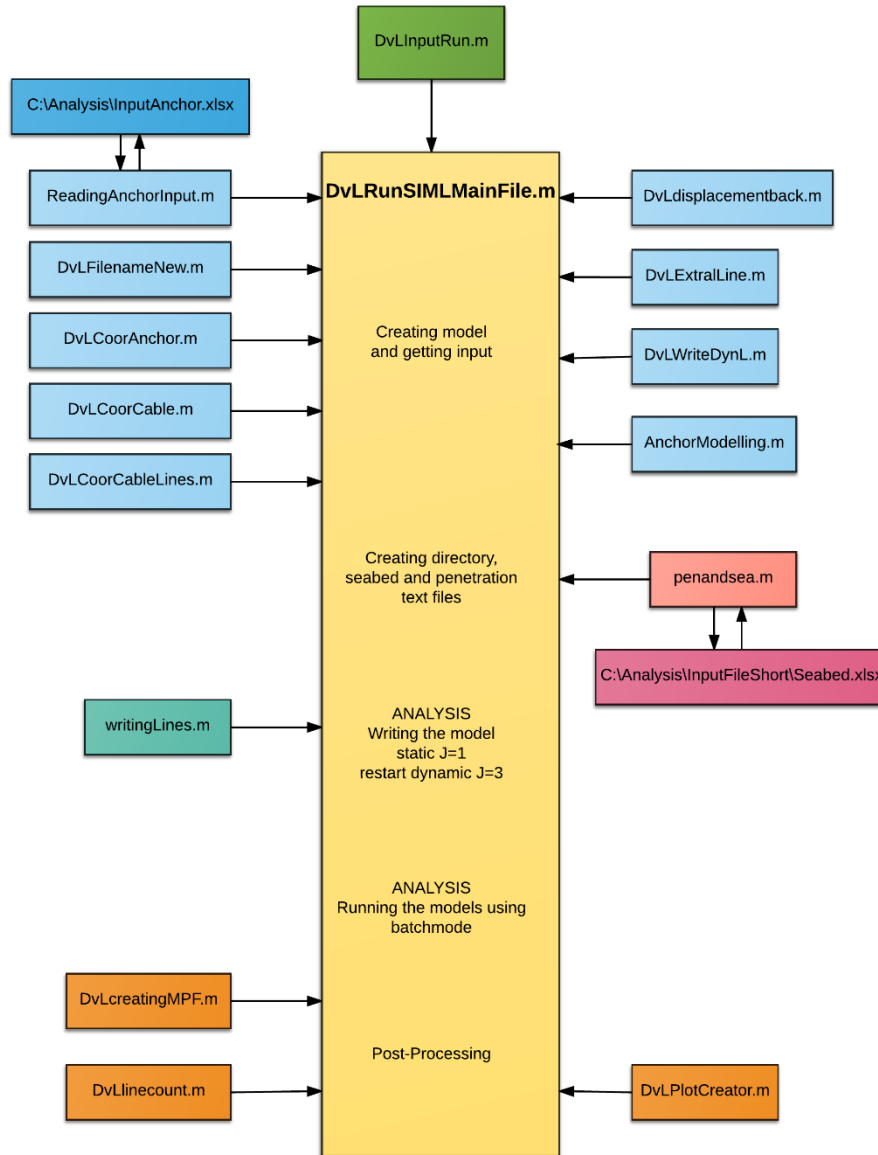 DvLInputRun.m
C:\Analysis\InputAnchor.xlsx
DvLRunSIMLMainFile.m
ReadingAnchorInput.m
DvLdisplacementback.m
DvLFilenameNew.m
DvLExtralLine.m
DvLCoorAnchor.m
Creating model
and getting input
DvLWriteDynL.m
DvLCoorCable.m
AnchorModelling.m
DvLCoorCableLines.m
Creating directory,
seabed and penetration
text files
penandsea.m
C:\Analysis\InputFileShort\Seabed.xlsx
writingLines.m
ANALYSIS
Writing the model
static J=1
restart dynamic J=3
ANALYSIS
Running the models using
batchmode
DvLcreatingMPF.m
Post-Processing
DvLlinecount.m
DvLPlotCreator.m